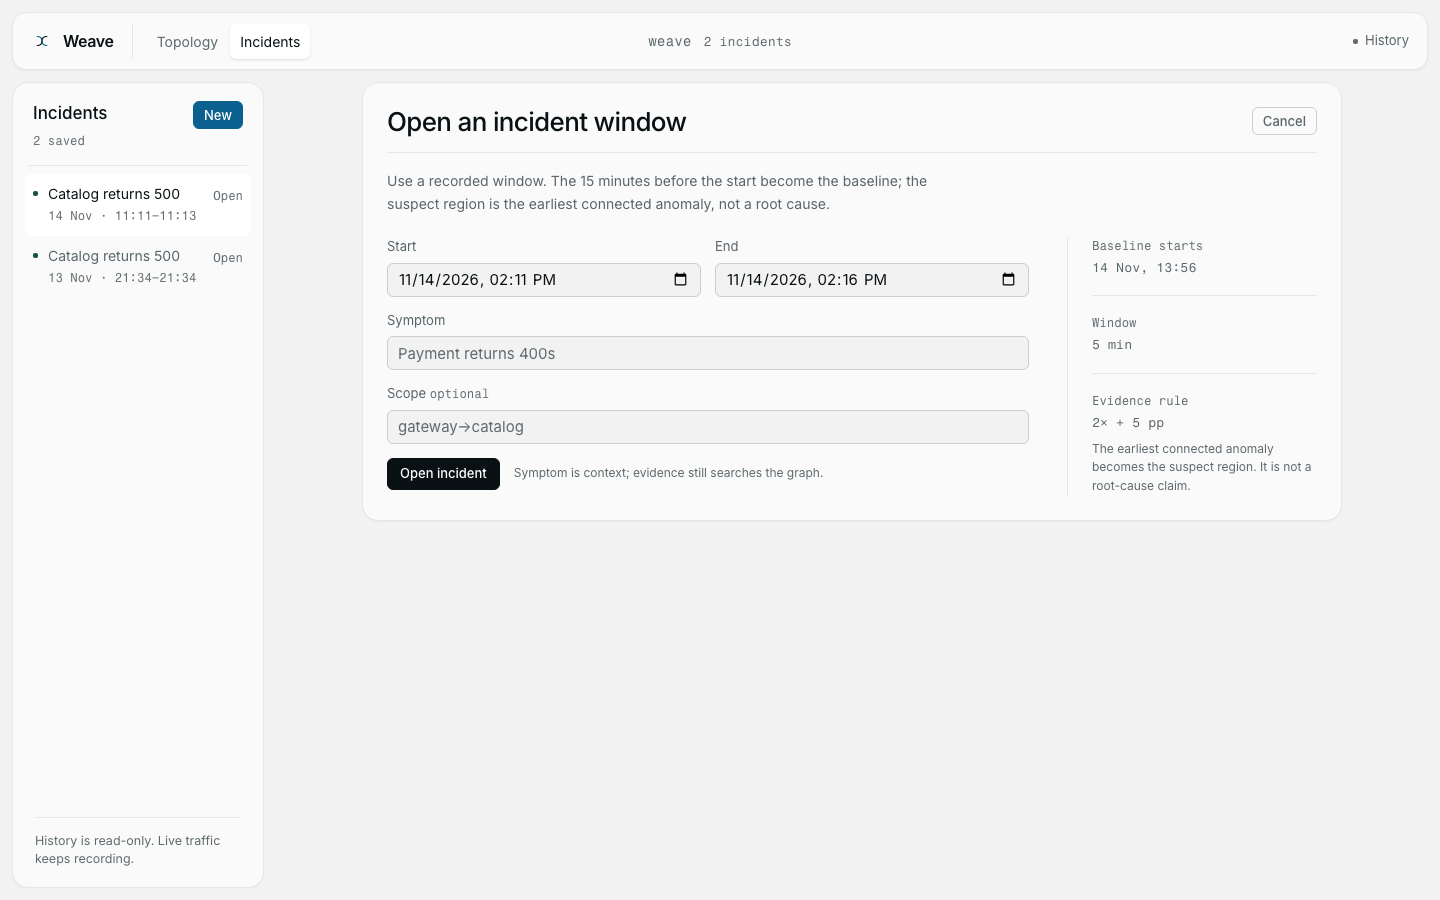 Weave
Topology
Incidents
weave 2 incidents
History
Incidents
New
2 saved
Catalog returns 500
Open
14 Nov · 11:11–11:13
Catalog returns 500
Open
13 Nov · 21:34–21:34
History is read-only. Live traffic
keeps recording.
Open an incident window
Cancel
Use a recorded window. The 15 minutes before the start become the baseline; the
suspect region is the earliest connected anomaly, not a root cause.
Start
End
11/14/2026, 02:11 PM
11/14/2026, 02:16 PM
Symptom
Payment returns 400s
Scope optional
gateway→catalog
Open incident
Symptom is context; evidence still searches the graph.
Baseline starts
14 Nov, 13:56
Window
5 min
Evidence rule
2× + 5 pp
The earliest connected anomaly
becomes the suspect region. It is not a
root-cause claim.